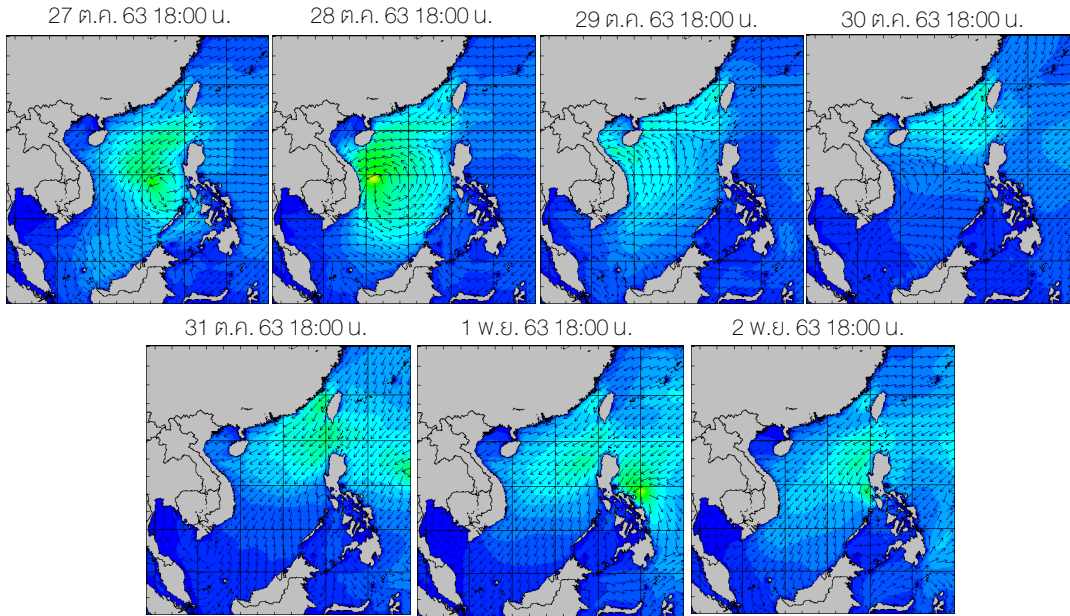 27 ต.ค. 63 18:00 น.
28 ต.ค. 63 18:00 น.
29 ต.ค. 63 18:00 น.
30 ต.ค. 63 18:00 น.
31 ต.ค. 63 18:00 น.
1 พ.ย. 63 18:00 น.
2 พ.ย. 63 18:00 น.